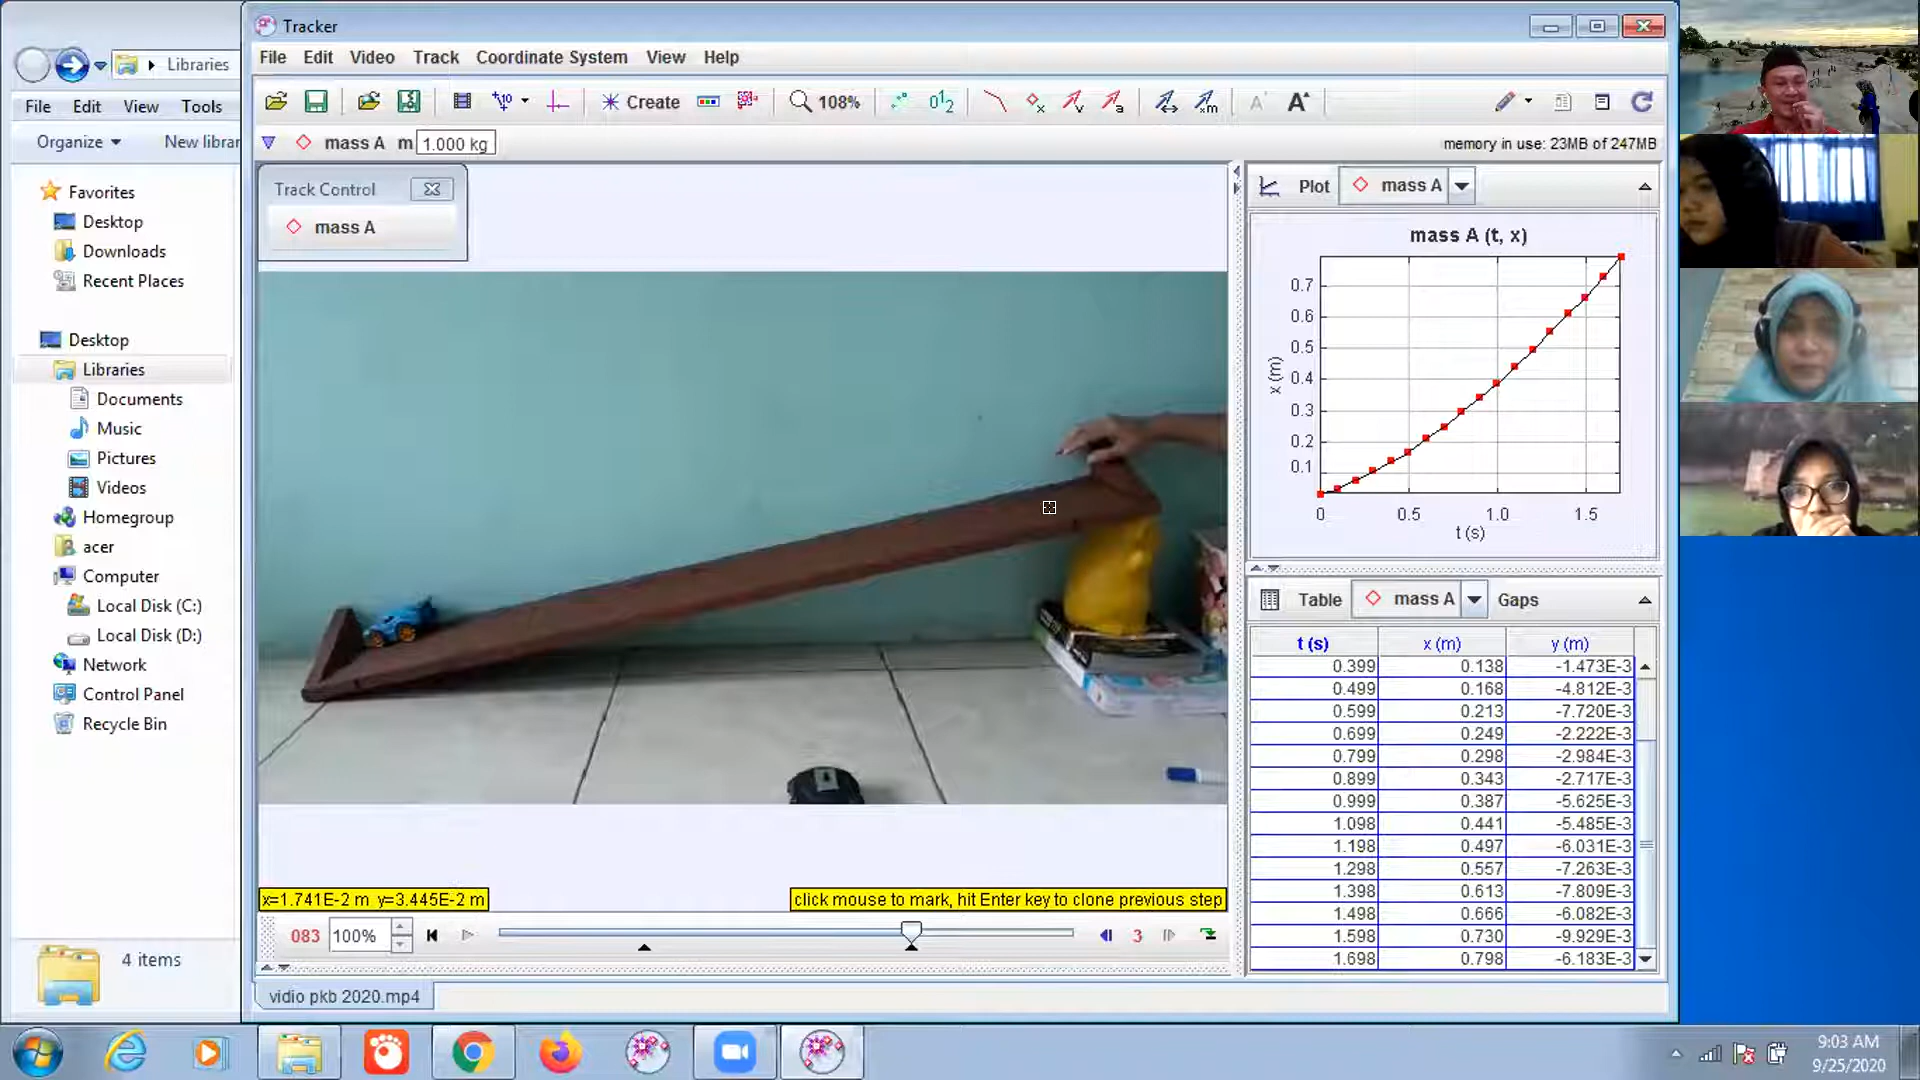 Libraries
File Edit View Tools
Organize New librar
Favorites
Desktop
Downloads
Recent Places
Desktop
Libraries
Documents
Music
Pictures
Videos
Homegroup
acer
Computer
Local Disk (C:)
Local Disk (D:)
Network
Control Panel
Recycle Bin
4 items
Tracker
File Edit Video Track Coordinate System View Help
Create 108%
mass A m 1.000 kg
memory in use: 23MB of 247MB
Track Control
mass A
x=1.741E-2 m y=3.445E-2 m
click mouse to mark, hit Enter key to clone previous step
083 100% 3
vidio pkb 2020.mp4
Plot mass A
mass A (t, x)
x (m)
0.7
0.6
0.5
0.4
0.3
0.2
0.1
0 0.5 1.0 1.5
t (s)
Table mass A Gaps
t (s) x (m) y (m)
0.399 0.138 -1.473E-3
0.499 0.168 -4.812E-3
0.599 0.213 -7.720E-3
0.699 0.249 -2.222E-3
0.799 0.298 -2.984E-3
0.899 0.343 -2.717E-3
0.999 0.387 -5.625E-3
1.098 0.441 -5.485E-3
1.198 0.497 -6.031E-3
1.298 0.557 -7.263E-3
1.398 0.613 -7.809E-3
1.498 0.666 -6.082E-3
1.598 0.730 -9.929E-3
1.698 0.798 -6.183E-3
9:03 AM
9/25/2020